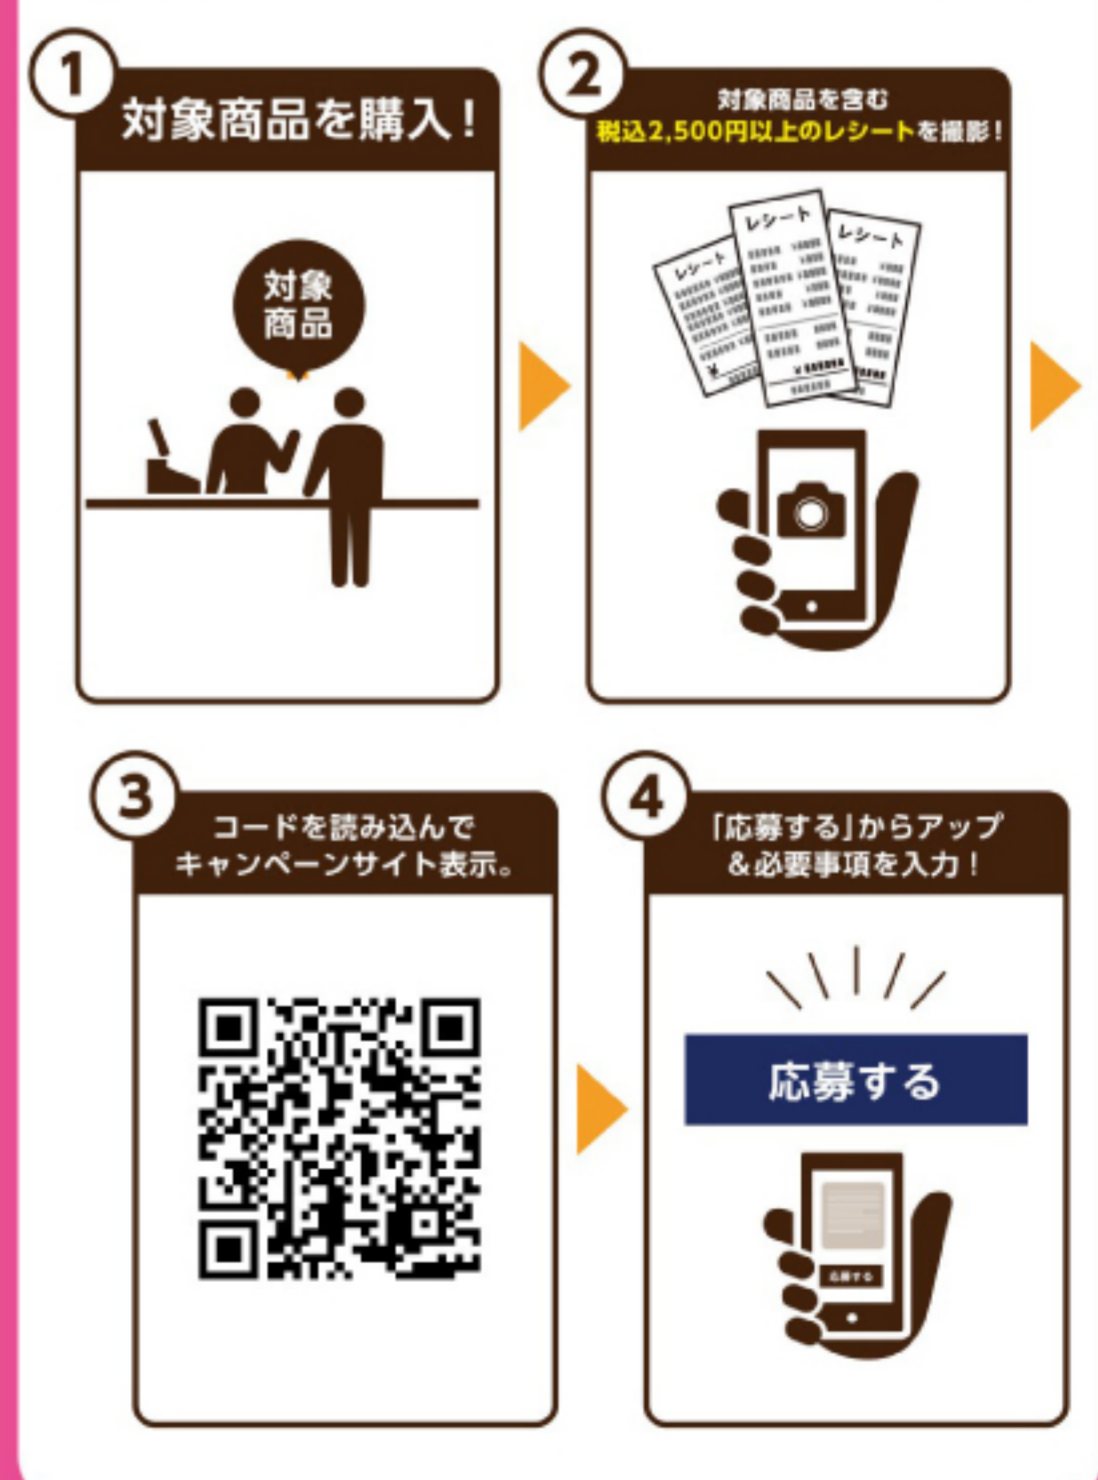 1
対象商品を購入！
対象
商品
2
対象商品を含む
税込2,500円以上のレシートを撮影！
レシート
レシート
レシート
3
コードを読み込んで
キャンペーンサイト表示。
4
「応募する」からアップ
＆必要事項を入力！
応募する
応募する